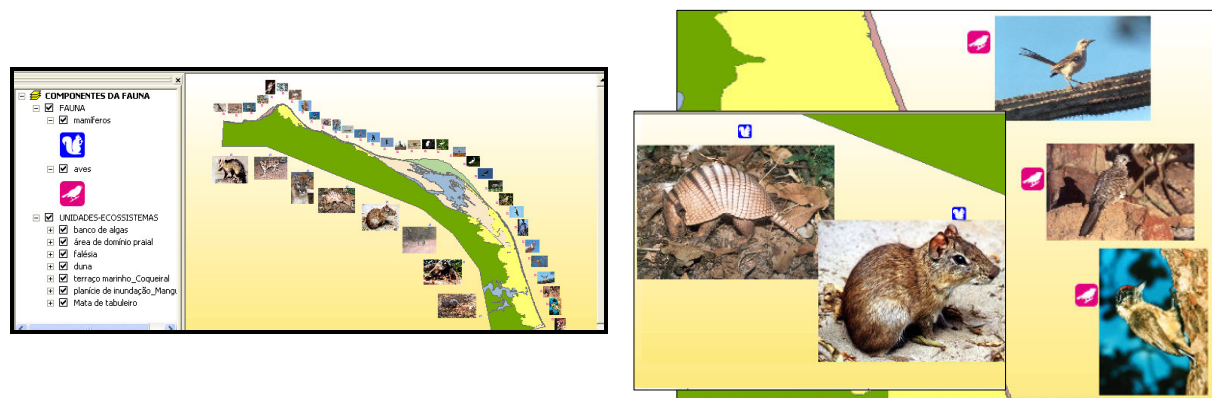 COMPONENTES DA FAUNA
FAUNA
mamíferos
aves
UNIDADES-ECOSSISTEMAS
banco de algas
área de domínio praial
falésia
duna
terraço marinho_Coqueiral
planície de inundação_Mangu
Mata de tabuleiro